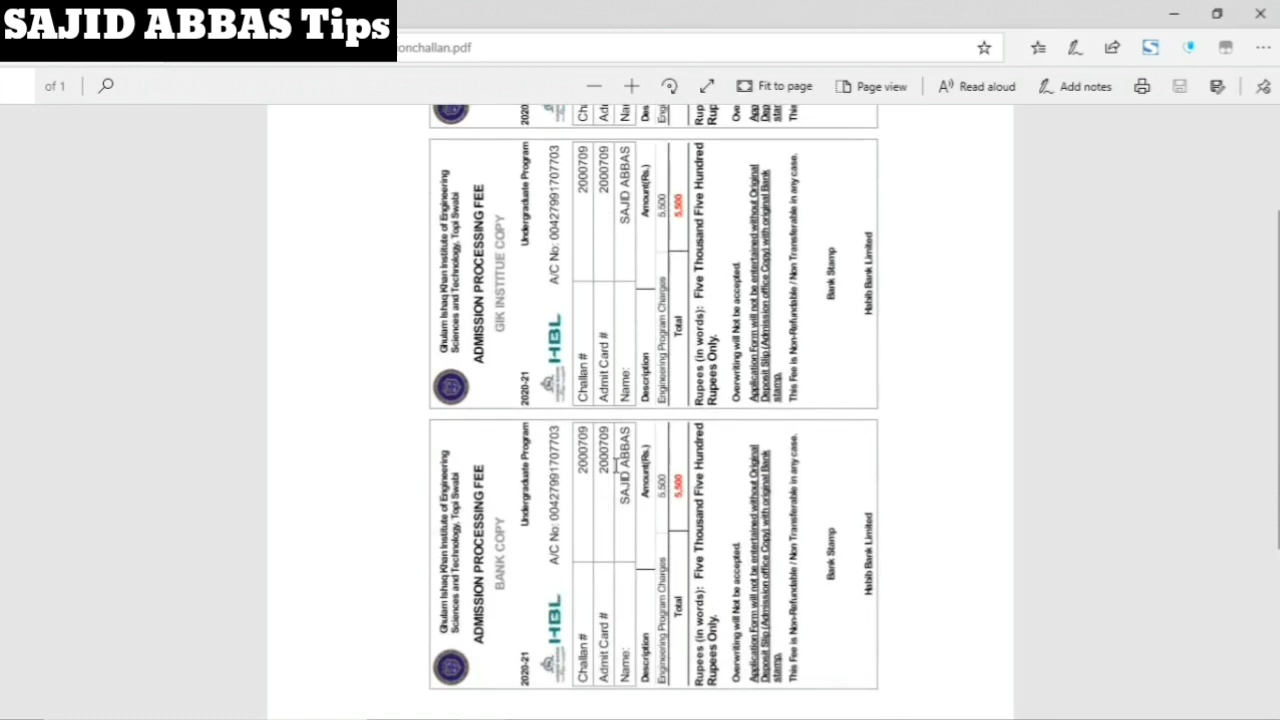 SAJID ABBAS Tips
onchallan.pdf
of 1
Fit to page
Page view
Read aloud
Add notes
Ghulam Ishaq Khan Institute of Engineering
Sciences and Technology, Topi Swabi
ADMISSION PROCESSING FEE
GIK INSTITUE COPY
2020-21 Undergraduate Program
HBL A/C No: 00427991707703
Challan # 2000709
Admit Card # 2000709
Name: SAJID ABBAS
Description Amount(Rs.)
Engineering Program Charges 5,500
Total 5,500
Rupees (in words): Five Thousand Five Hundred
Rupees Only.
Overwriting will Not be accepted.
Application Form will not be entertained without Original
Deposit Slip (Admission office Copy) with original Bank
stamp.
This Fee is Non-Refundable / Non Transferable in any case.
Bank Stamp
Habib Bank Limited
Ghulam Ishaq Khan Institute of Engineering
Sciences and Technology, Topi Swabi
ADMISSION PROCESSING FEE
BANK COPY
2020-21 Undergraduate Program
HBL A/C No: 00427991707703
Challan # 2000709
Admit Card # 2000709
Name: SAJID ABBAS
Description Amount(Rs.)
Engineering Program Charges 5,500
Total 5,500
Rupees (in words): Five Thousand Five Hundred
Rupees Only.
Overwriting will Not be accepted.
Application Form will not be entertained without Original
Deposit Slip (Admission office Copy) with original Bank
stamp.
This Fee is Non-Refundable / Non Transferable in any case.
Bank Stamp
Habib Bank Limited